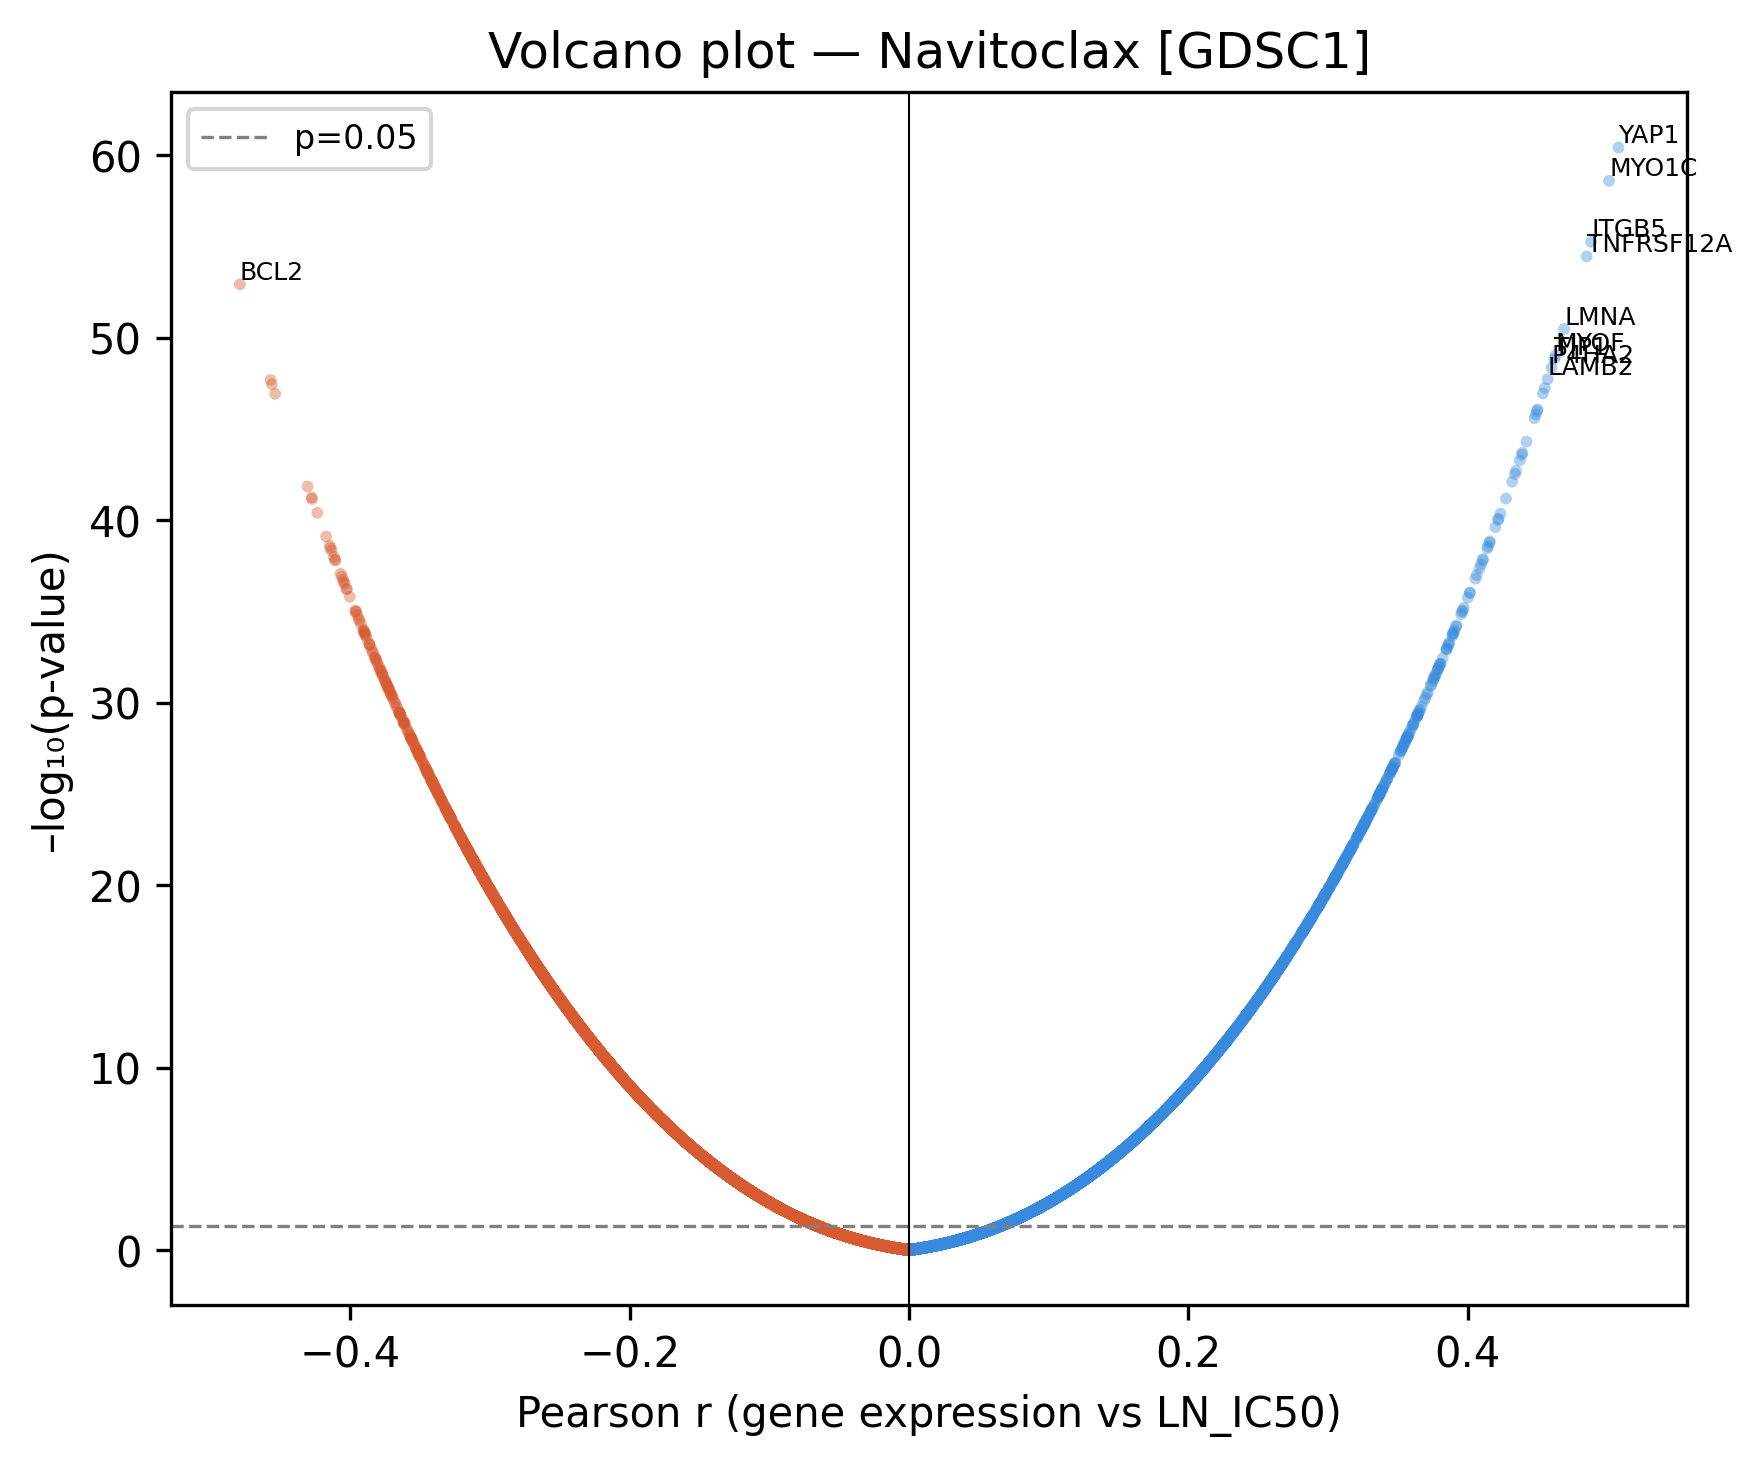 Volcano plot — Navitoclax [GDSC1]
p=0.05
YAP1
MYO1C
ITGB5
TNFRSF12A
BCL2
LMNA
MYOF
P4HA2
LAMB2
60
50
40
30
20
10
0
−log₁₀(p-value)
−0.4
−0.2
0.0
0.2
0.4
Pearson r (gene expression vs LN_IC50)